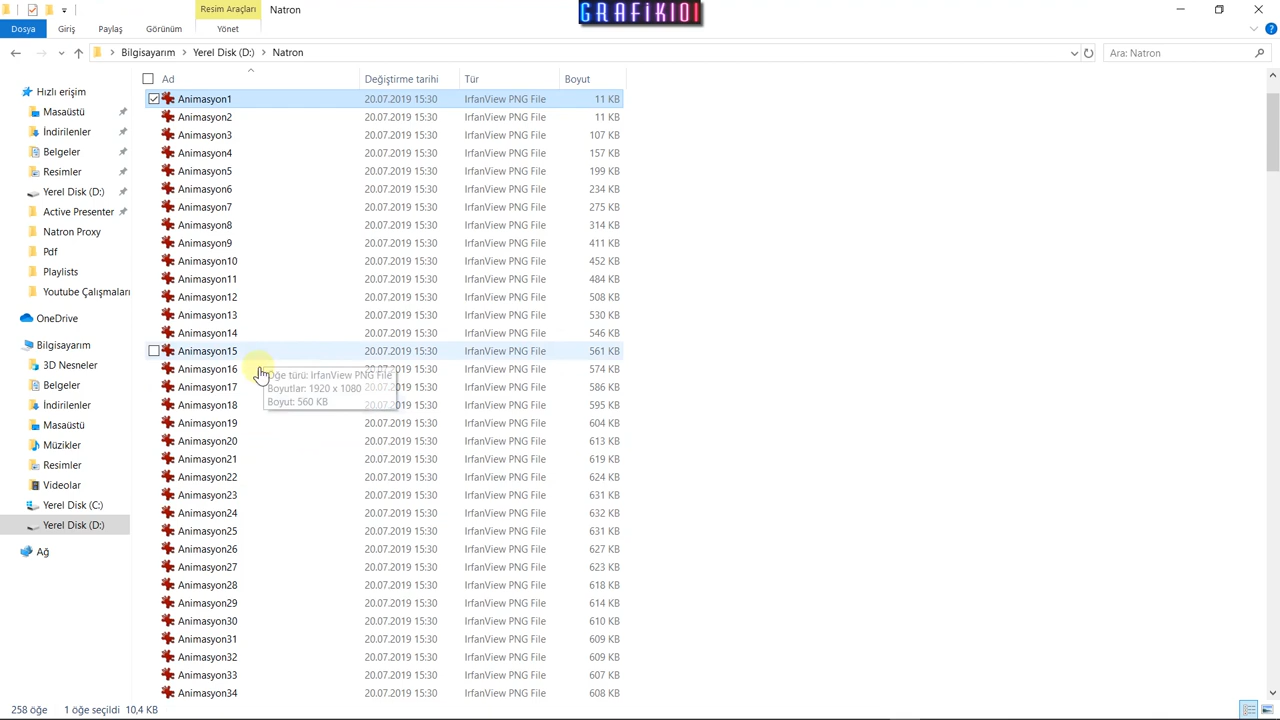 Resim Araçları
Natron
GRAFiK101
Dosya Giriş Paylaş Görünüm Yönet
Bilgisayarım Yerel Disk (D:) Natron
Ara: Natron
Ad Değiştirme tarihi Tür Boyut
Hızlı erişim
Masaüstü
İndirilenler
Belgeler
Resimler
Yerel Disk (D:)
Active Presenter
Natron Proxy
Pdf
Playlists
Youtube Çalışmaları
OneDrive
Bilgisayarım
3D Nesneler
Belgeler
İndirilenler
Masaüstü
Müzikler
Resimler
Videolar
Yerel Disk (C:)
Yerel Disk (D:)
Ağ
Animasyon1 20.07.2019 15:30 IrfanView PNG File 11 KB
Animasyon2 20.07.2019 15:30 IrfanView PNG File 11 KB
Animasyon3 20.07.2019 15:30 IrfanView PNG File 107 KB
Animasyon4 20.07.2019 15:30 IrfanView PNG File 157 KB
Animasyon5 20.07.2019 15:30 IrfanView PNG File 199 KB
Animasyon6 20.07.2019 15:30 IrfanView PNG File 234 KB
Animasyon7 20.07.2019 15:30 IrfanView PNG File 275 KB
Animasyon8 20.07.2019 15:30 IrfanView PNG File 314 KB
Animasyon9 20.07.2019 15:30 IrfanView PNG File 411 KB
Animasyon10 20.07.2019 15:30 IrfanView PNG File 452 KB
Animasyon11 20.07.2019 15:30 IrfanView PNG File 484 KB
Animasyon12 20.07.2019 15:30 IrfanView PNG File 508 KB
Animasyon13 20.07.2019 15:30 IrfanView PNG File 530 KB
Animasyon14 20.07.2019 15:30 IrfanView PNG File 546 KB
Animasyon15 20.07.2019 15:30 IrfanView PNG File 561 KB
Animasyon16 20.07.2019 15:30 IrfanView PNG File 574 KB
Öğe türü: IrfanView PNG File
Boyutlar: 1920 x 1080
Boyut: 560 KB
Animasyon17 20.07.2019 15:30 IrfanView PNG File 586 KB
Animasyon18 20.07.2019 15:30 IrfanView PNG File 595 KB
Animasyon19 20.07.2019 15:30 IrfanView PNG File 604 KB
Animasyon20 20.07.2019 15:30 IrfanView PNG File 613 KB
Animasyon21 20.07.2019 15:30 IrfanView PNG File 619 KB
Animasyon22 20.07.2019 15:30 IrfanView PNG File 624 KB
Animasyon23 20.07.2019 15:30 IrfanView PNG File 631 KB
Animasyon24 20.07.2019 15:30 IrfanView PNG File 632 KB
Animasyon25 20.07.2019 15:30 IrfanView PNG File 631 KB
Animasyon26 20.07.2019 15:30 IrfanView PNG File 627 KB
Animasyon27 20.07.2019 15:30 IrfanView PNG File 623 KB
Animasyon28 20.07.2019 15:30 IrfanView PNG File 618 KB
Animasyon29 20.07.2019 15:30 IrfanView PNG File 614 KB
Animasyon30 20.07.2019 15:30 IrfanView PNG File 610 KB
Animasyon31 20.07.2019 15:30 IrfanView PNG File 609 KB
Animasyon32 20.07.2019 15:30 IrfanView PNG File 609 KB
Animasyon33 20.07.2019 15:30 IrfanView PNG File 607 KB
Animasyon34 20.07.2019 15:30 IrfanView PNG File 608 KB
258 öğe 1 öğe seçildi 10,4 KB